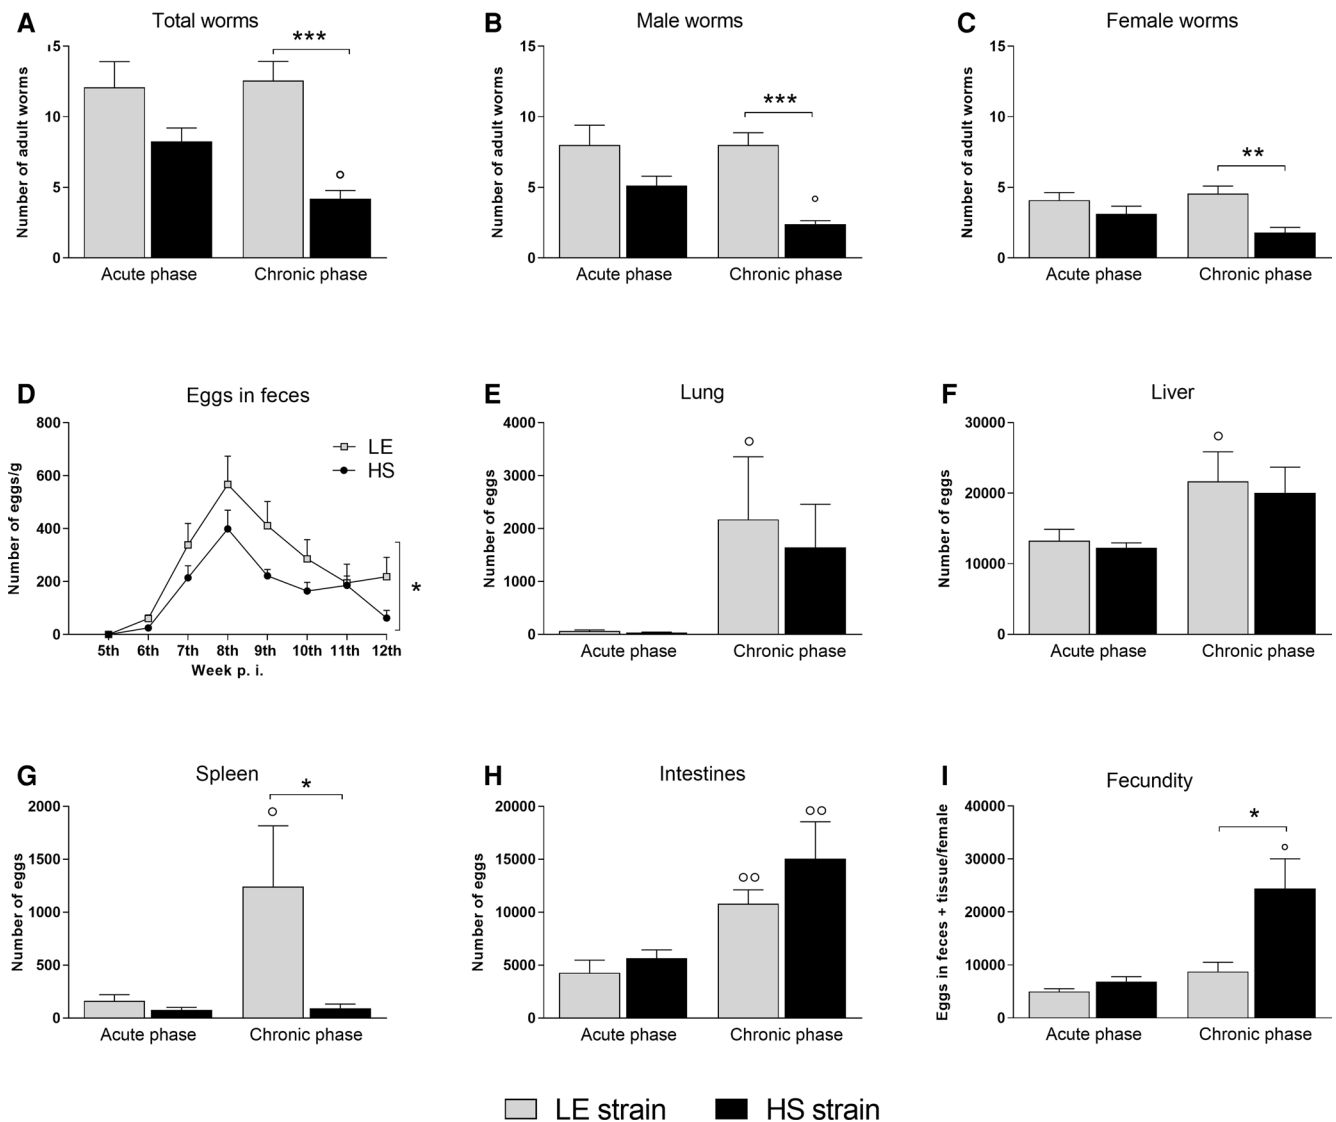 A Total worms
***
Number of adult worms
15
10
5
0
Acute phase Chronic phase
B Male worms
***
Number of adult worms
15
10
5
0
Acute phase Chronic phase
C Female worms
**
Number of adult worms
15
10
5
0
Acute phase Chronic phase
D Eggs in feces
Number of eggs/g
800
600
400
200
0
LE
HS
*
5th 6th 7th 8th 9th 10th 11th 12th
Week p. i.
E Lung
Number of eggs
4000
3000
2000
1000
0
Acute phase Chronic phase
F Liver
Number of eggs
30000
20000
10000
0
Acute phase Chronic phase
G Spleen
*
Number of eggs
2000
1500
1000
500
0
Acute phase Chronic phase
H Intestines
Number of eggs
20000
15000
10000
5000
0
Acute phase Chronic phase
I Fecundity
*
Eggs in feces + tissue/female
40000
30000
20000
10000
0
Acute phase Chronic phase
LE strain HS strain